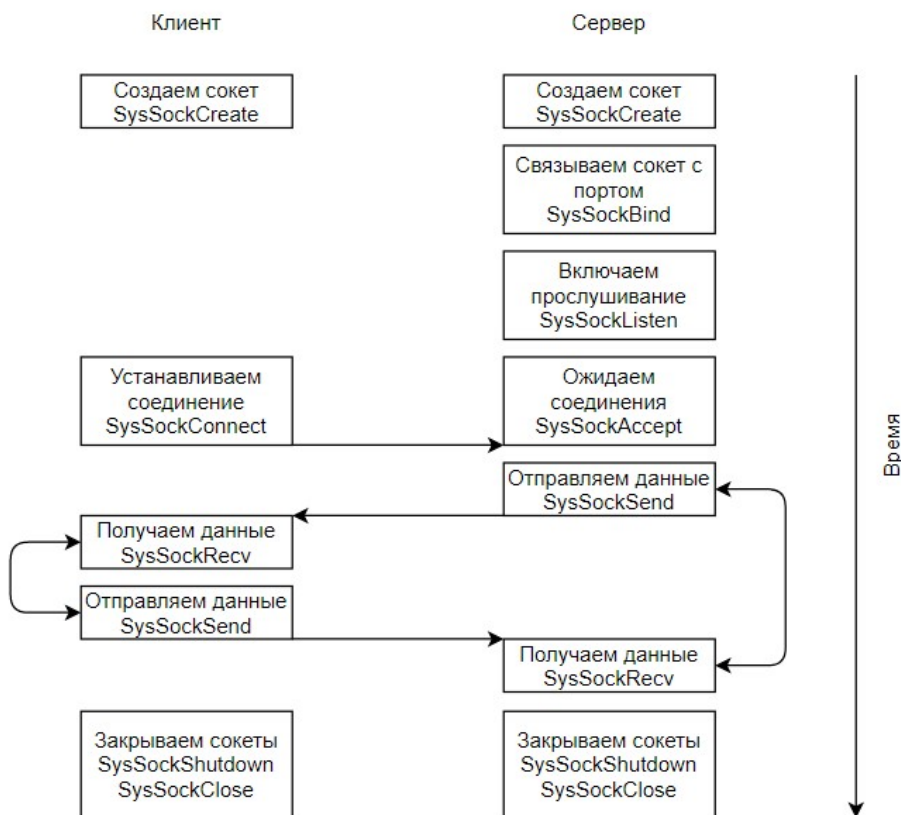 Клиент
Сервер
Создаем сокет
SysSockCreate
Создаем сокет
SysSockCreate
Связываем сокет с
портом
SysSockBind
Включаем
прослушивание
SysSockListen
Устанавливаем
соединение
SysSockConnect
Ожидаем
соединения
SysSockAccept
Время
Отправляем данные
SysSockSend
Получаем данные
SysSockRecv
Отправляем данные
SysSockSend
Получаем данные
SysSockRecv
Закрываем сокеты
SysSockShutdown
SysSockClose
Закрываем сокеты
SysSockShutdown
SysSockClose